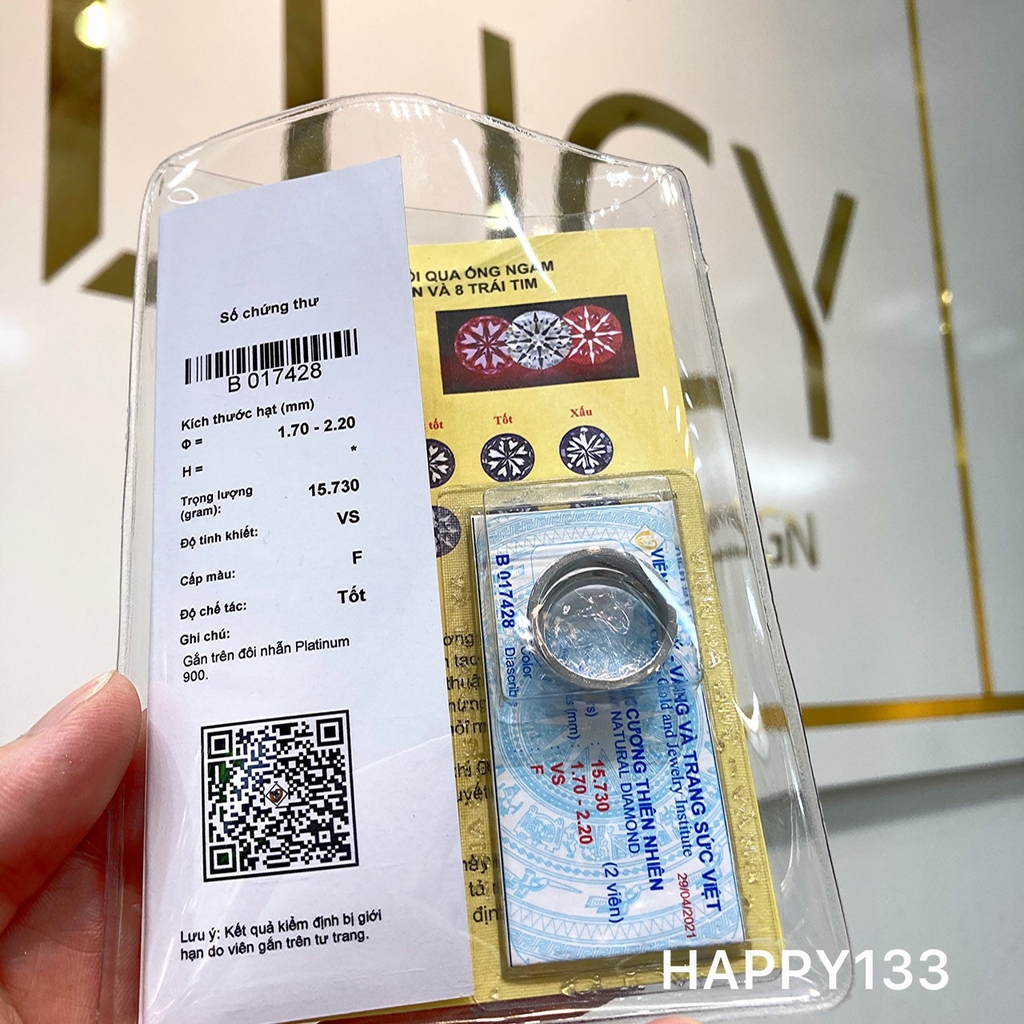 Số chứng thư
B 017428
Kích thước hạt (mm)
Φ = 1.70 - 2.20
H = *
Trọng lượng (gram): 15.730
Độ tinh khiết: VS
Cấp màu: F
Độ chế tác: Tốt
Ghi chú:
Gắn trên đôi nhẫn Platinum
900.
Lưu ý: Kết quả kiểm định bị giới
hạn do viên gắn trên tư trang.
QUA ỐNG NGẮM
VÀ 8 TRÁI TIM
tốt Tốt Xấu
VÀNG VÀ TRANG SỨC VIỆT
Gold and Jewelry Institute 29/04/2021
CƯƠNG THIÊN NHIÊN
NATURAL DIAMOND (2 viên)
15.730
(mm) : 1.70 - 2.20
: VS
F
B 017428
HAPPY133